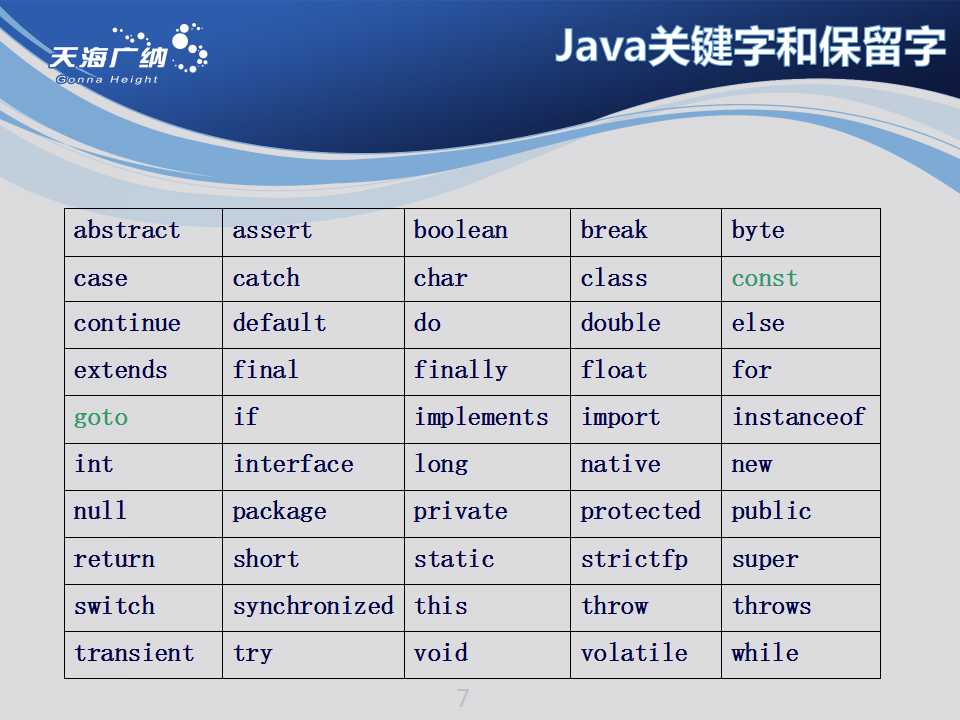 天海广纳
Gonna Height
Java关键字和保留字
abstract assert boolean break byte
case catch char class const
continue default do double else
extends final finally float for
goto if implements import instanceof
int interface long native new
null package private protected public
return short static strictfp super
switch synchronized this throw throws
transient try void volatile while
7